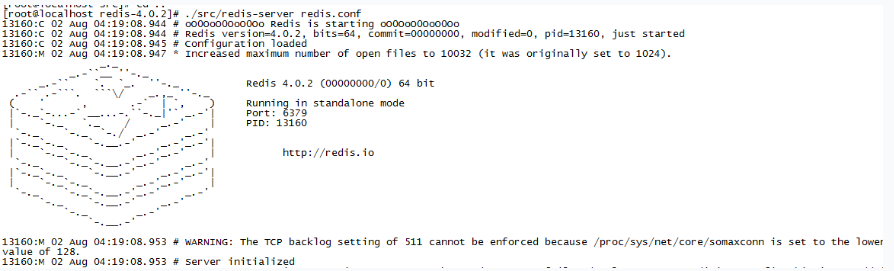 [root@localhost redis-4.0.2]# ./src/redis-server redis.conf
13160:C 02 Aug 04:19:08.944 # oO0OoO0OoO0Oo Redis is starting oO0OoO0OoO0Oo
13160:C 02 Aug 04:19:08.944 # Redis version=4.0.2, bits=64, commit=00000000, modified=0, pid=13160, just started
13160:C 02 Aug 04:19:08.945 # Configuration loaded
13160:M 02 Aug 04:19:08.947 * Increased maximum number of open files to 10032 (it was originally set to 1024).
Redis 4.0.2 (00000000/0) 64 bit
Running in standalone mode
Port: 6379
PID: 13160
http://redis.io
13160:M 02 Aug 04:19:08.953 # WARNING: The TCP backlog setting of 511 cannot be enforced because /proc/sys/net/core/somaxconn is set to the lower
value of 128.
13160:M 02 Aug 04:19:08.953 # Server initialized